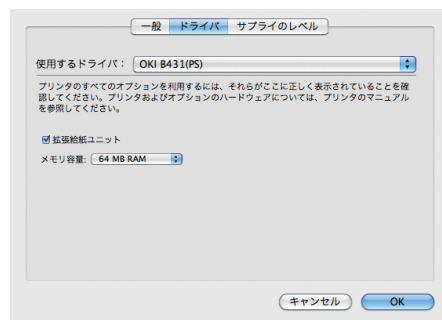 一般 ドライバ サプライのレベル
使用するドライバ： OKI B431(PS)
プリンタのすべてのオプションを利用するには、それらがここに正しく表示されていることを確
認してください。プリンタおよびオプションのハードウェアについては、プリンタのマニュアル
を参照してください。
拡張給紙ユニット
メモリ容量: 64 MB RAM
キャンセル OK